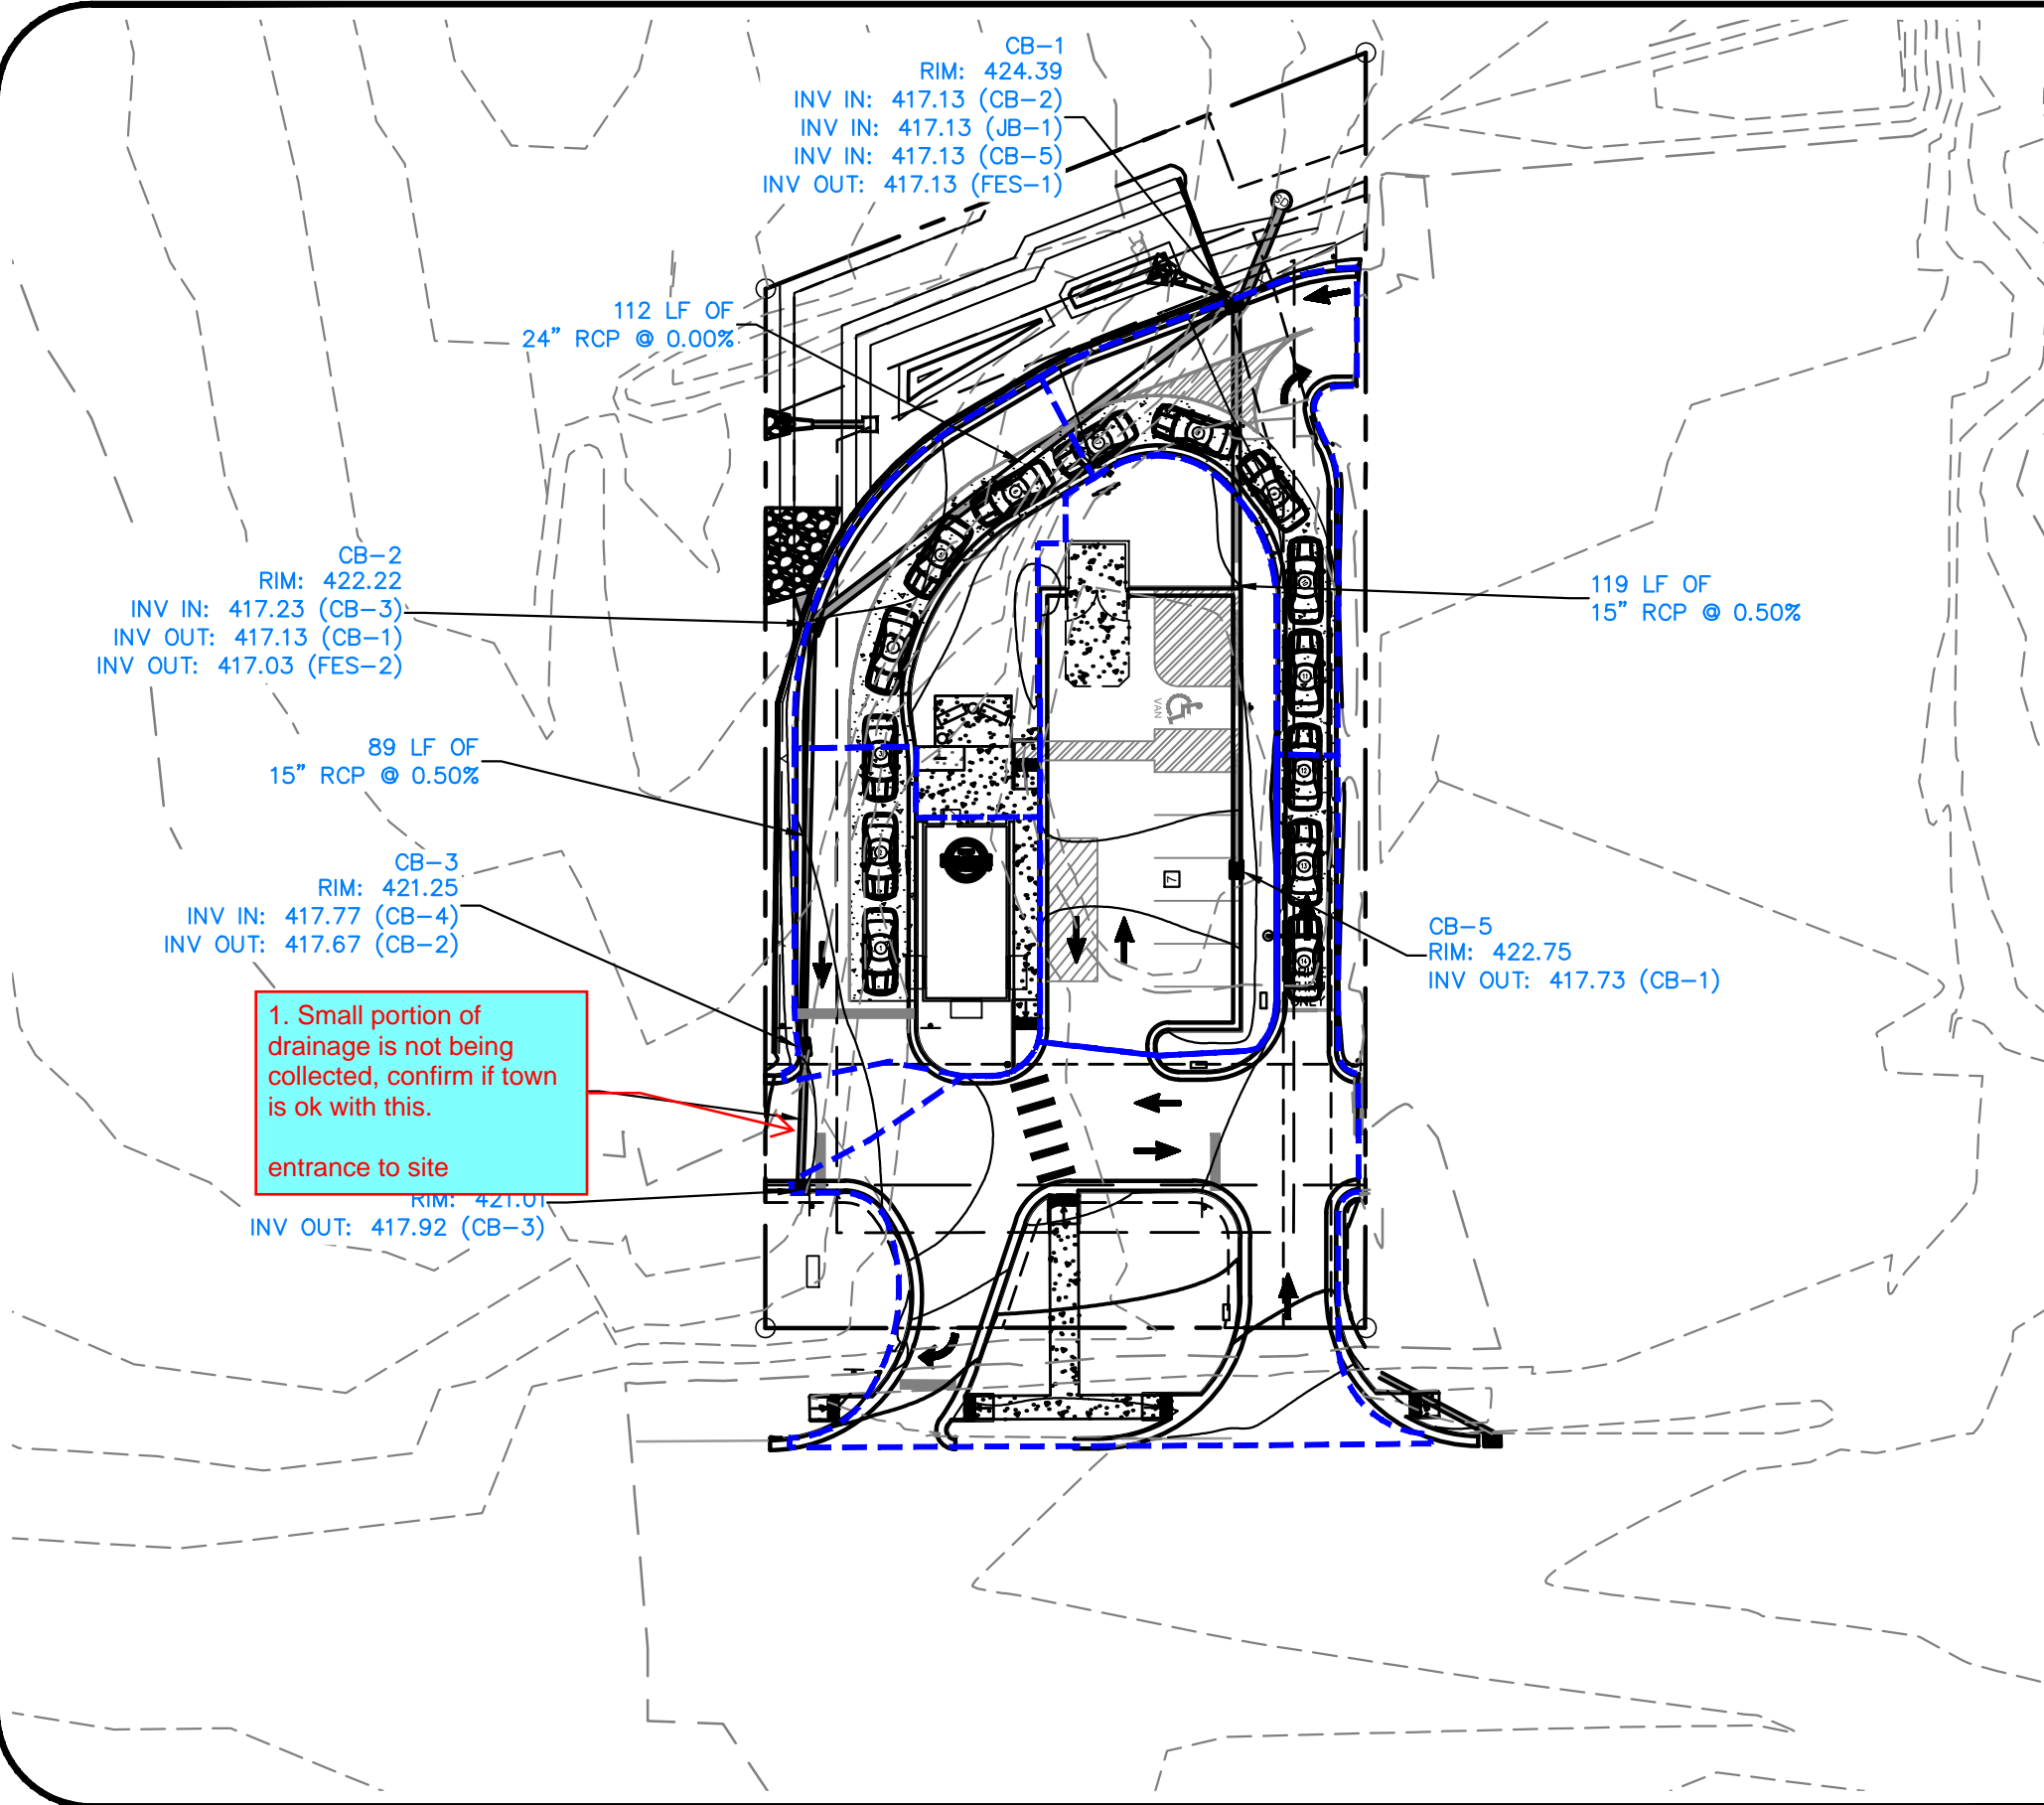 CB-1
RIM: 424.39
INV IN: 417.13 (CB-2)
INV IN: 417.13 (JB-1)
INV IN: 417.13 (CB-5)
INV OUT: 417.13 (FES-1)
SD
112 LF OF
24" RCP @ 0.00%
CB-2
RIM: 422.22
INV IN: 417.23 (CB-3)
INV OUT: 417.13 (CB-1)
INV OUT: 417.03 (FES-2)
119 LF OF
15" RCP @ 0.50%
VAN
89 LF OF
15" RCP @ 0.50%
CB-3
RIM: 421.25
INV IN: 417.77 (CB-4)
INV OUT: 417.67 (CB-2)
7
CB-5
RIM: 422.75
INV OUT: 417.73 (CB-1)
1. Small portion of
drainage is not being
collected, confirm if town
is ok with this.
entrance to site
RIM: 421.01
INV OUT: 417.92 (CB-3)